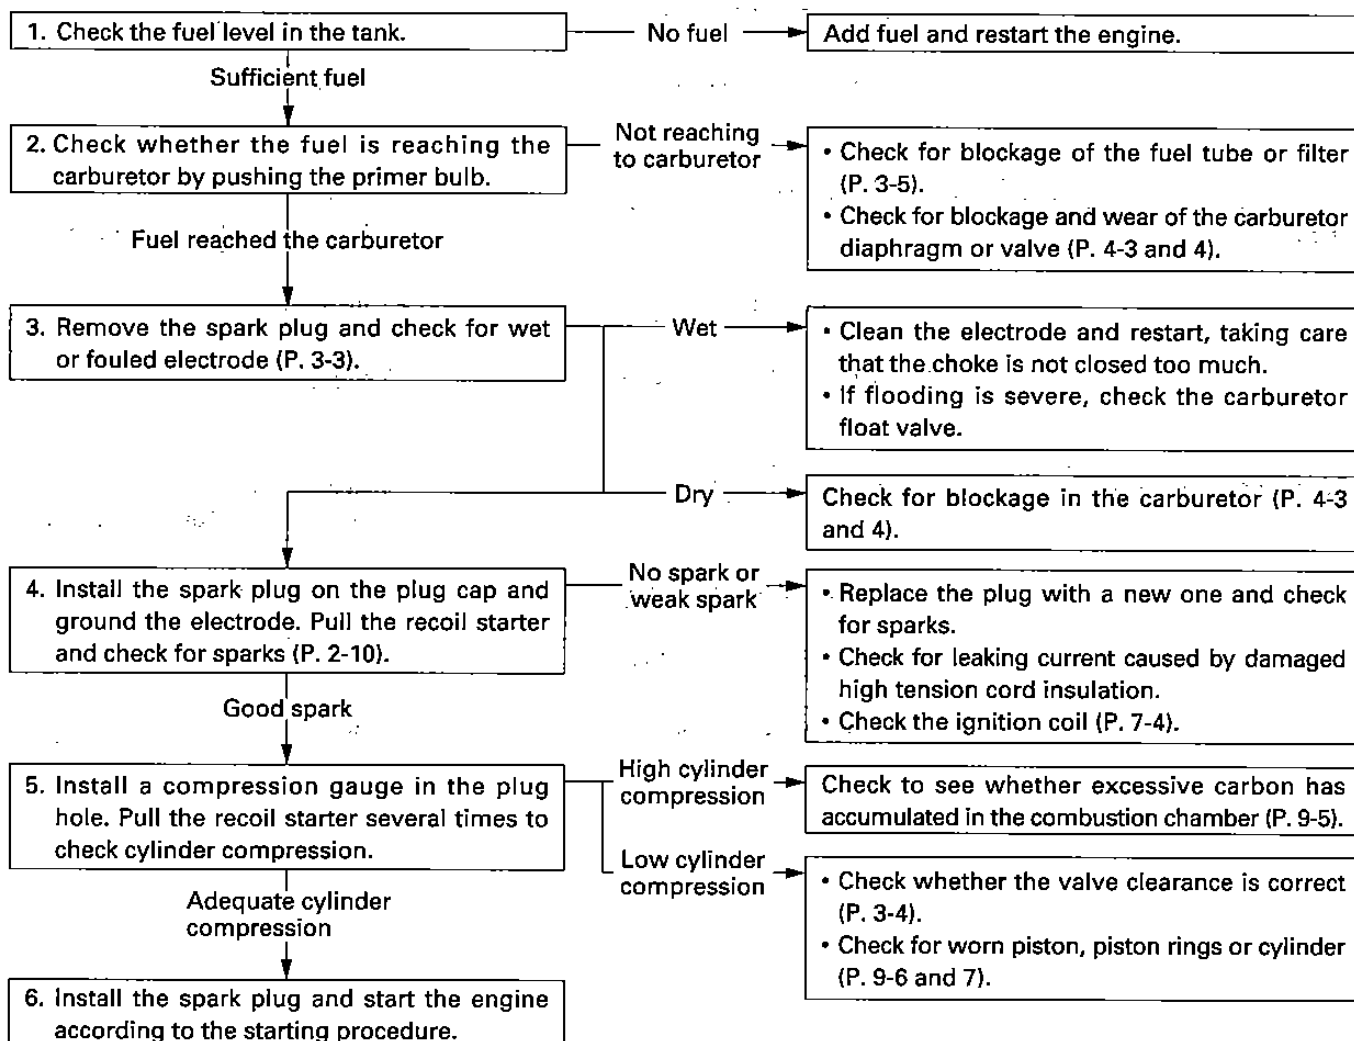 1. Check the fuel level in the tank.
No fuel
Add fuel and restart the engine.
Sufficient fuel
2. Check whether the fuel is reaching the
carburetor by pushing the primer bulb.
Not reaching
to carburetor
• Check for blockage of the fuel tube or filter
(P. 3-5).
• Check for blockage and wear of the carburetor
diaphragm or valve (P. 4-3 and 4).
Fuel reached the carburetor
3. Remove the spark plug and check for wet
or fouled electrode (P. 3-3).
Wet
• Clean the electrode and restart, taking care
that the choke is not closed too much.
• If flooding is severe, check the carburetor
float valve.
Dry
Check for blockage in the carburetor (P. 4-3
and 4).
4. Install the spark plug on the plug cap and
ground the electrode. Pull the recoil starter
and check for sparks (P. 2-10).
No spark or
weak spark
• Replace the plug with a new one and check
for sparks.
• Check for leaking current caused by damaged
high tension cord insulation.
• Check the ignition coil (P. 7-4).
Good spark
5. Install a compression gauge in the plug
hole. Pull the recoil starter several times to
check cylinder compression.
High cylinder
compression
Check to see whether excessive carbon has
accumulated in the combustion chamber (P. 9-5).
Low cylinder
compression
• Check whether the valve clearance is correct
(P. 3-4).
• Check for worn piston, piston rings or cylinder
(P. 9-6 and 7).
Adequate cylinder
compression
6. Install the spark plug and start the engine
according to the starting procedure.